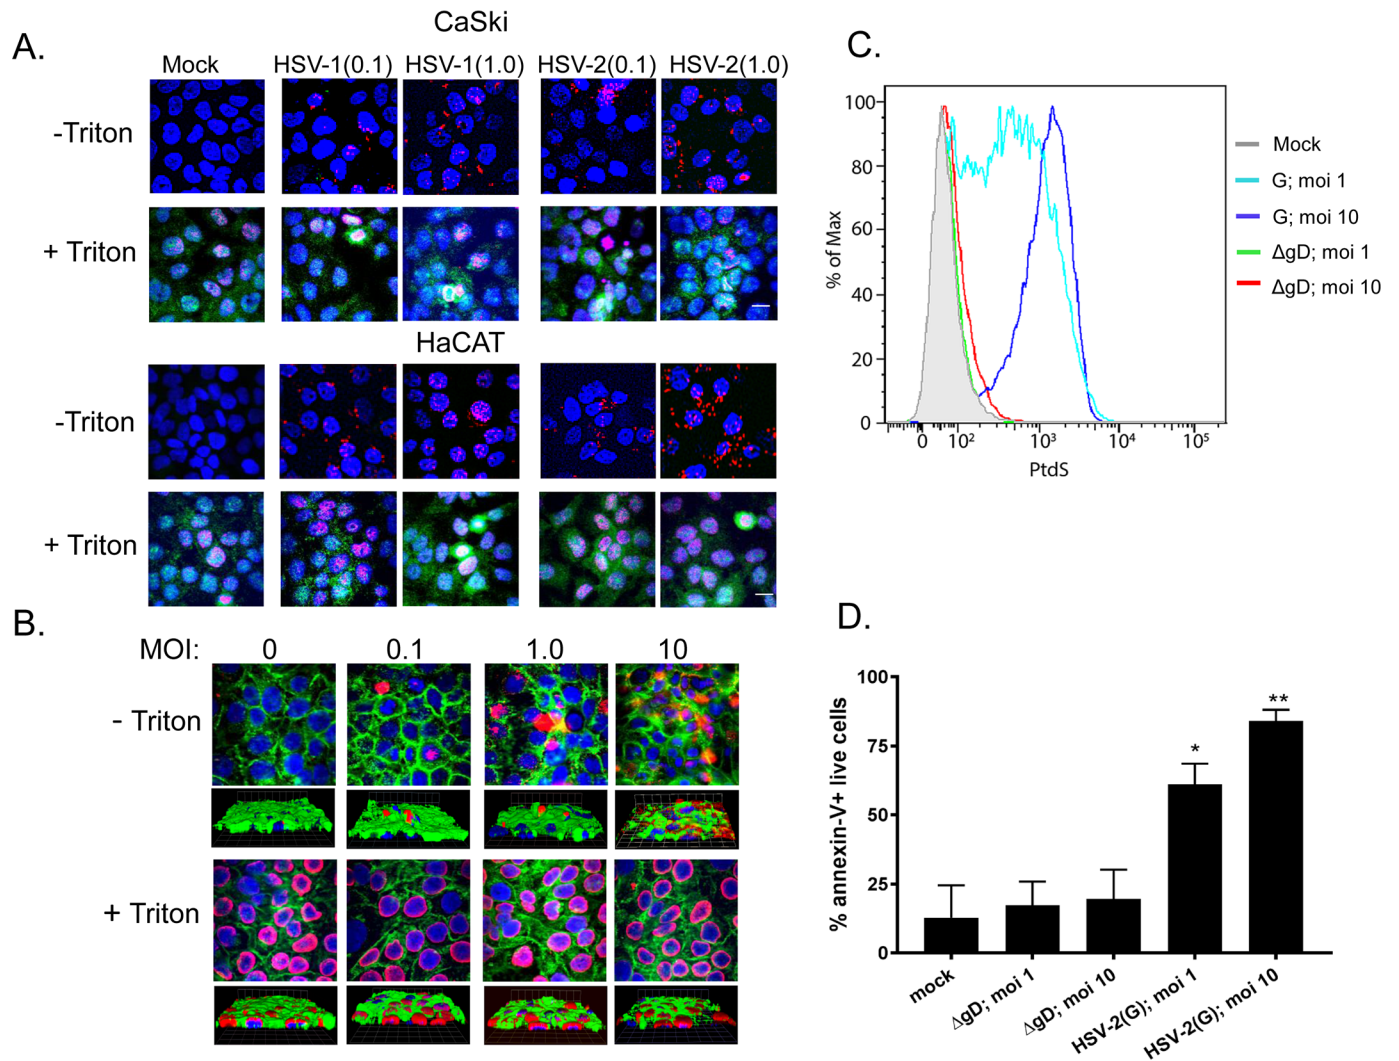 A.
CaSki
Mock HSV-1(0.1) HSV-1(1.0) HSV-2(0.1) HSV-2(1.0)
-Triton
+ Triton
HaCAT
-Triton
+ Triton
B.
MOI: 0 0.1 1.0 10
- Triton
+ Triton
C.
% of Max
100
80
60
40
20
0
0 10² 10³ 10⁴ 10⁵
PtdS
Mock
G; moi 1
G; moi 10
ΔgD; moi 1
ΔgD; moi 10
D.
% annexin-V+ live cells
100
75
50
25
0
*
**
mock
ΔgD; moi 1
ΔgD; moi 10
HSV-2(G); moi 1
HSV-2(G); moi 10